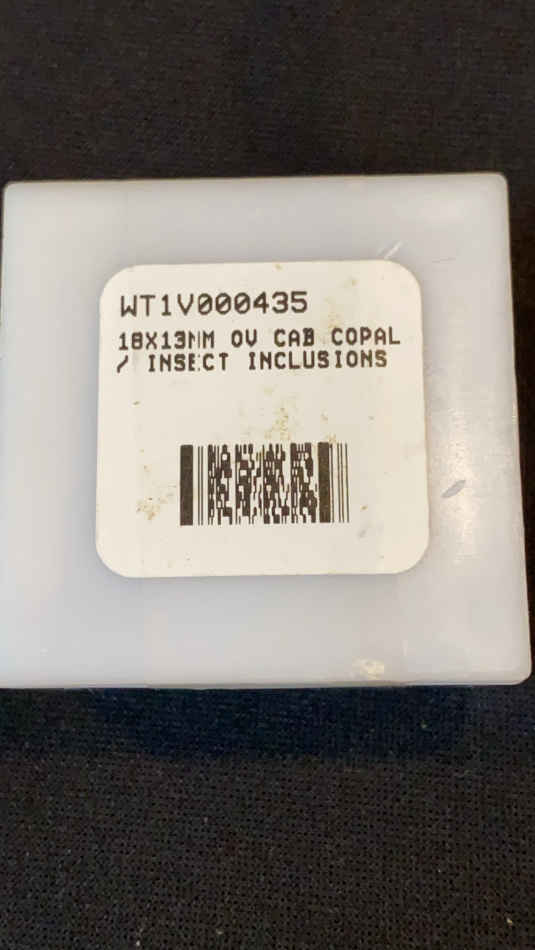 WT1V000435
18X13MM OV CAB COPAL
/ INSECT INCLUSIONS